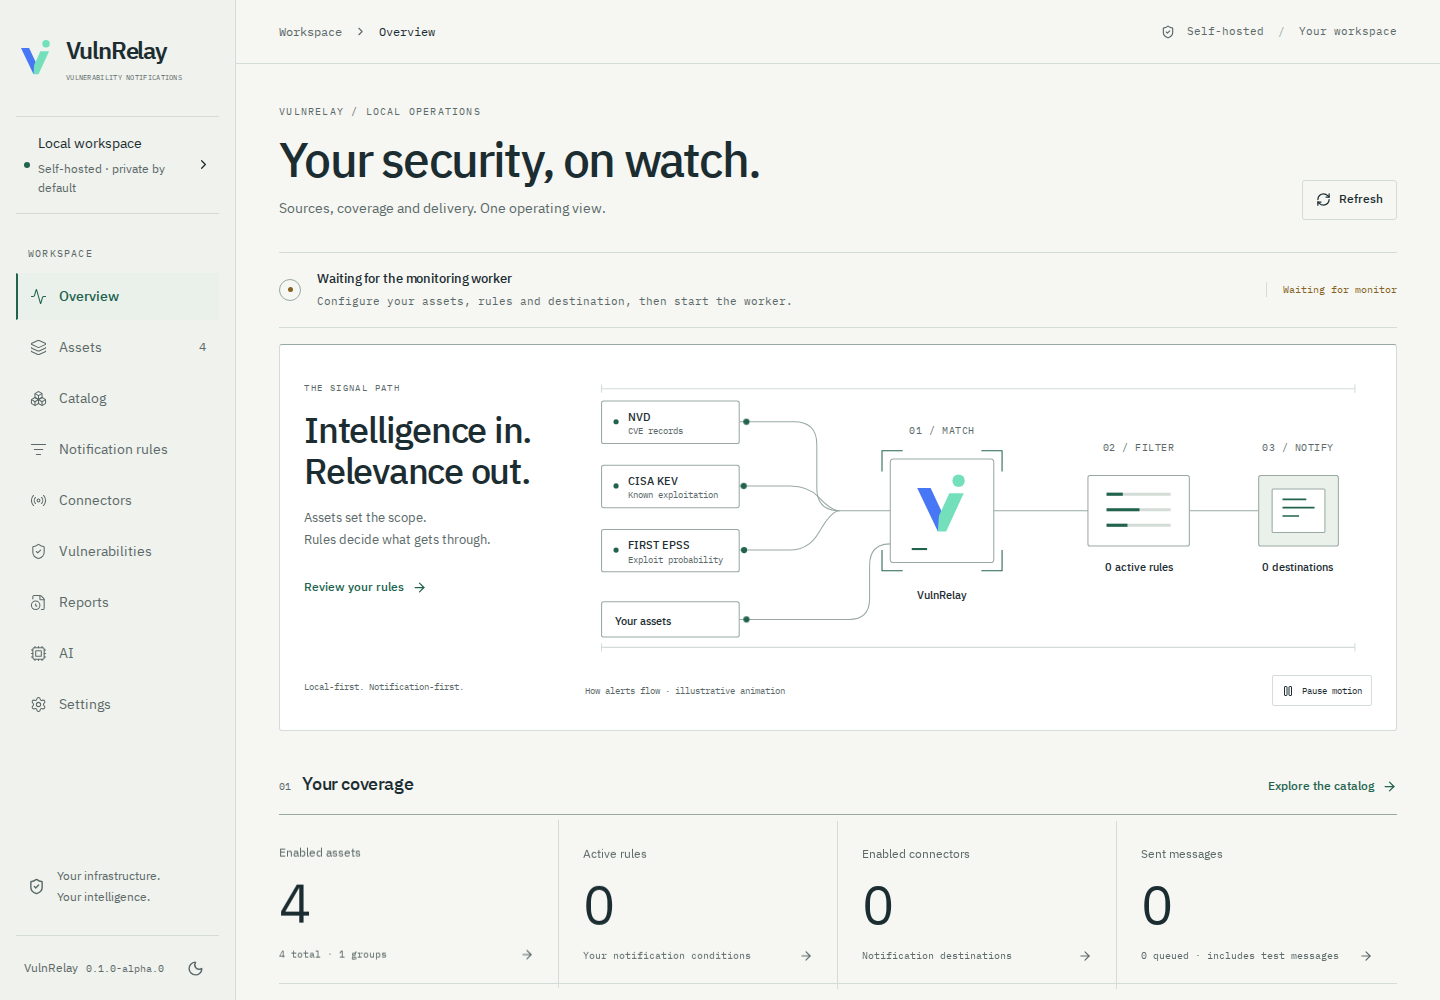 VulnRelay
VULNERABILITY NOTIFICATIONS
Local workspace
Self-hosted · private by
default
WORKSPACE
Overview
Assets 4
Catalog
Notification rules
Connectors
Vulnerabilities
Reports
AI
Settings
Your infrastructure.
Your intelligence.
VulnRelay 0.1.0-alpha.0
Workspace > Overview
Self-hosted / Your workspace
VULNRELAY / LOCAL OPERATIONS
Your security, on watch.
Sources, coverage and delivery. One operating view.
Refresh
Waiting for the monitoring worker
Configure your assets, rules and destination, then start the worker.
Waiting for monitor
THE SIGNAL PATH
Intelligence in.
Relevance out.
Assets set the scope.
Rules decide what gets through.
Review your rules
Local-first. Notification-first.
NVD
CVE records
CISA KEV
Known exploitation
FIRST EPSS
Exploit probability
Your assets
01 / MATCH
VulnRelay
02 / FILTER
0 active rules
03 / NOTIFY
0 destinations
How alerts flow · illustrative animation
Pause motion
01 Your coverage
Explore the catalog
Enabled assets
4
4 total · 1 groups
Active rules
0
Your notification conditions
Enabled connectors
0
Notification destinations
Sent messages
0
0 queued · includes test messages